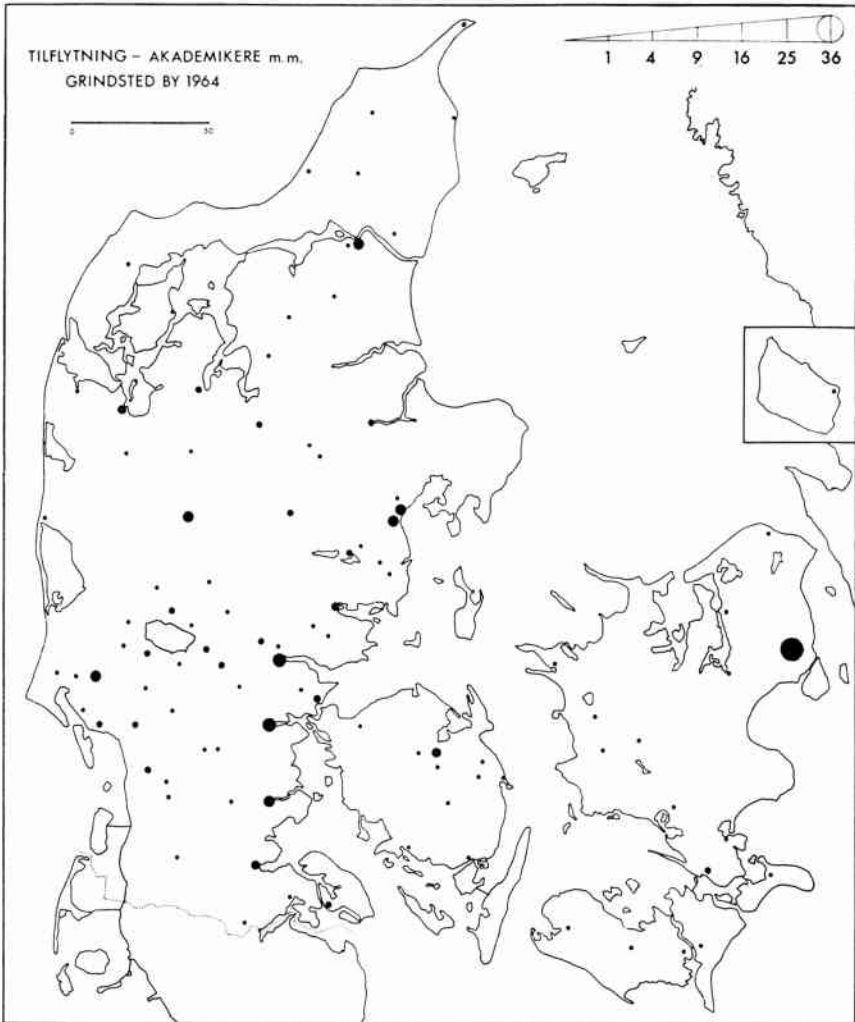 TILFLYTNING – AKADEMIKERE m.m.
GRINDSTED BY 1964
0 50
1 4 9 16 25 36